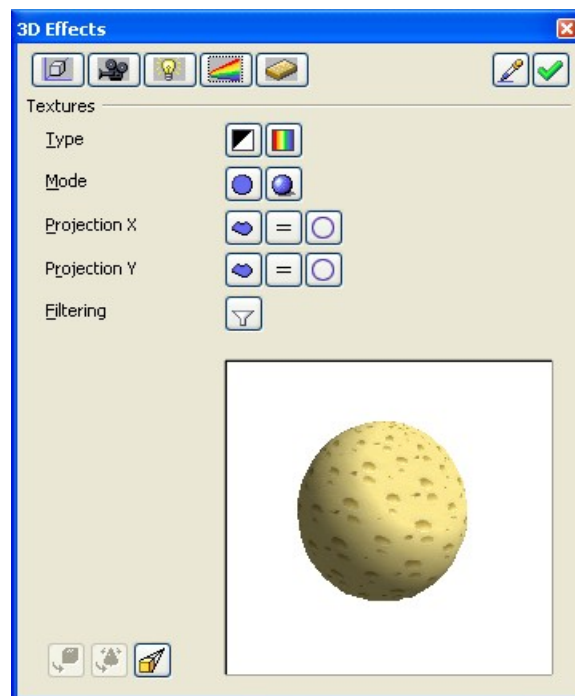 3D Effects
Textures
Type
Mode
Projection X
Projection Y
Filtering